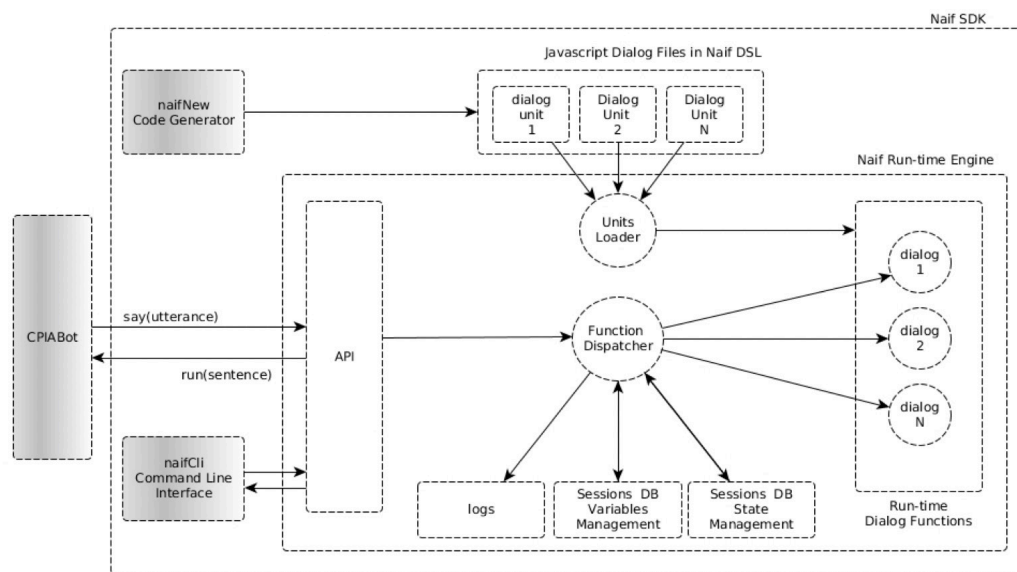 Naif SDK
Javascript Dialog Files in Naif DSL
naifNew
Code Generator
dialog
unit
1
Dialog
Unit
2
Dialog
Unit
N
Naif Run-time Engine
Units
Loader
dialog
1
dialog
2
dialog
N
Run-time
Dialog Functions
CPIABot
say(utterance)
run(sentence)
API
Function
Dispatcher
naifCli
Command Line
Interface
logs
Sessions DB
Variables
Management
Sessions DB
State
Management